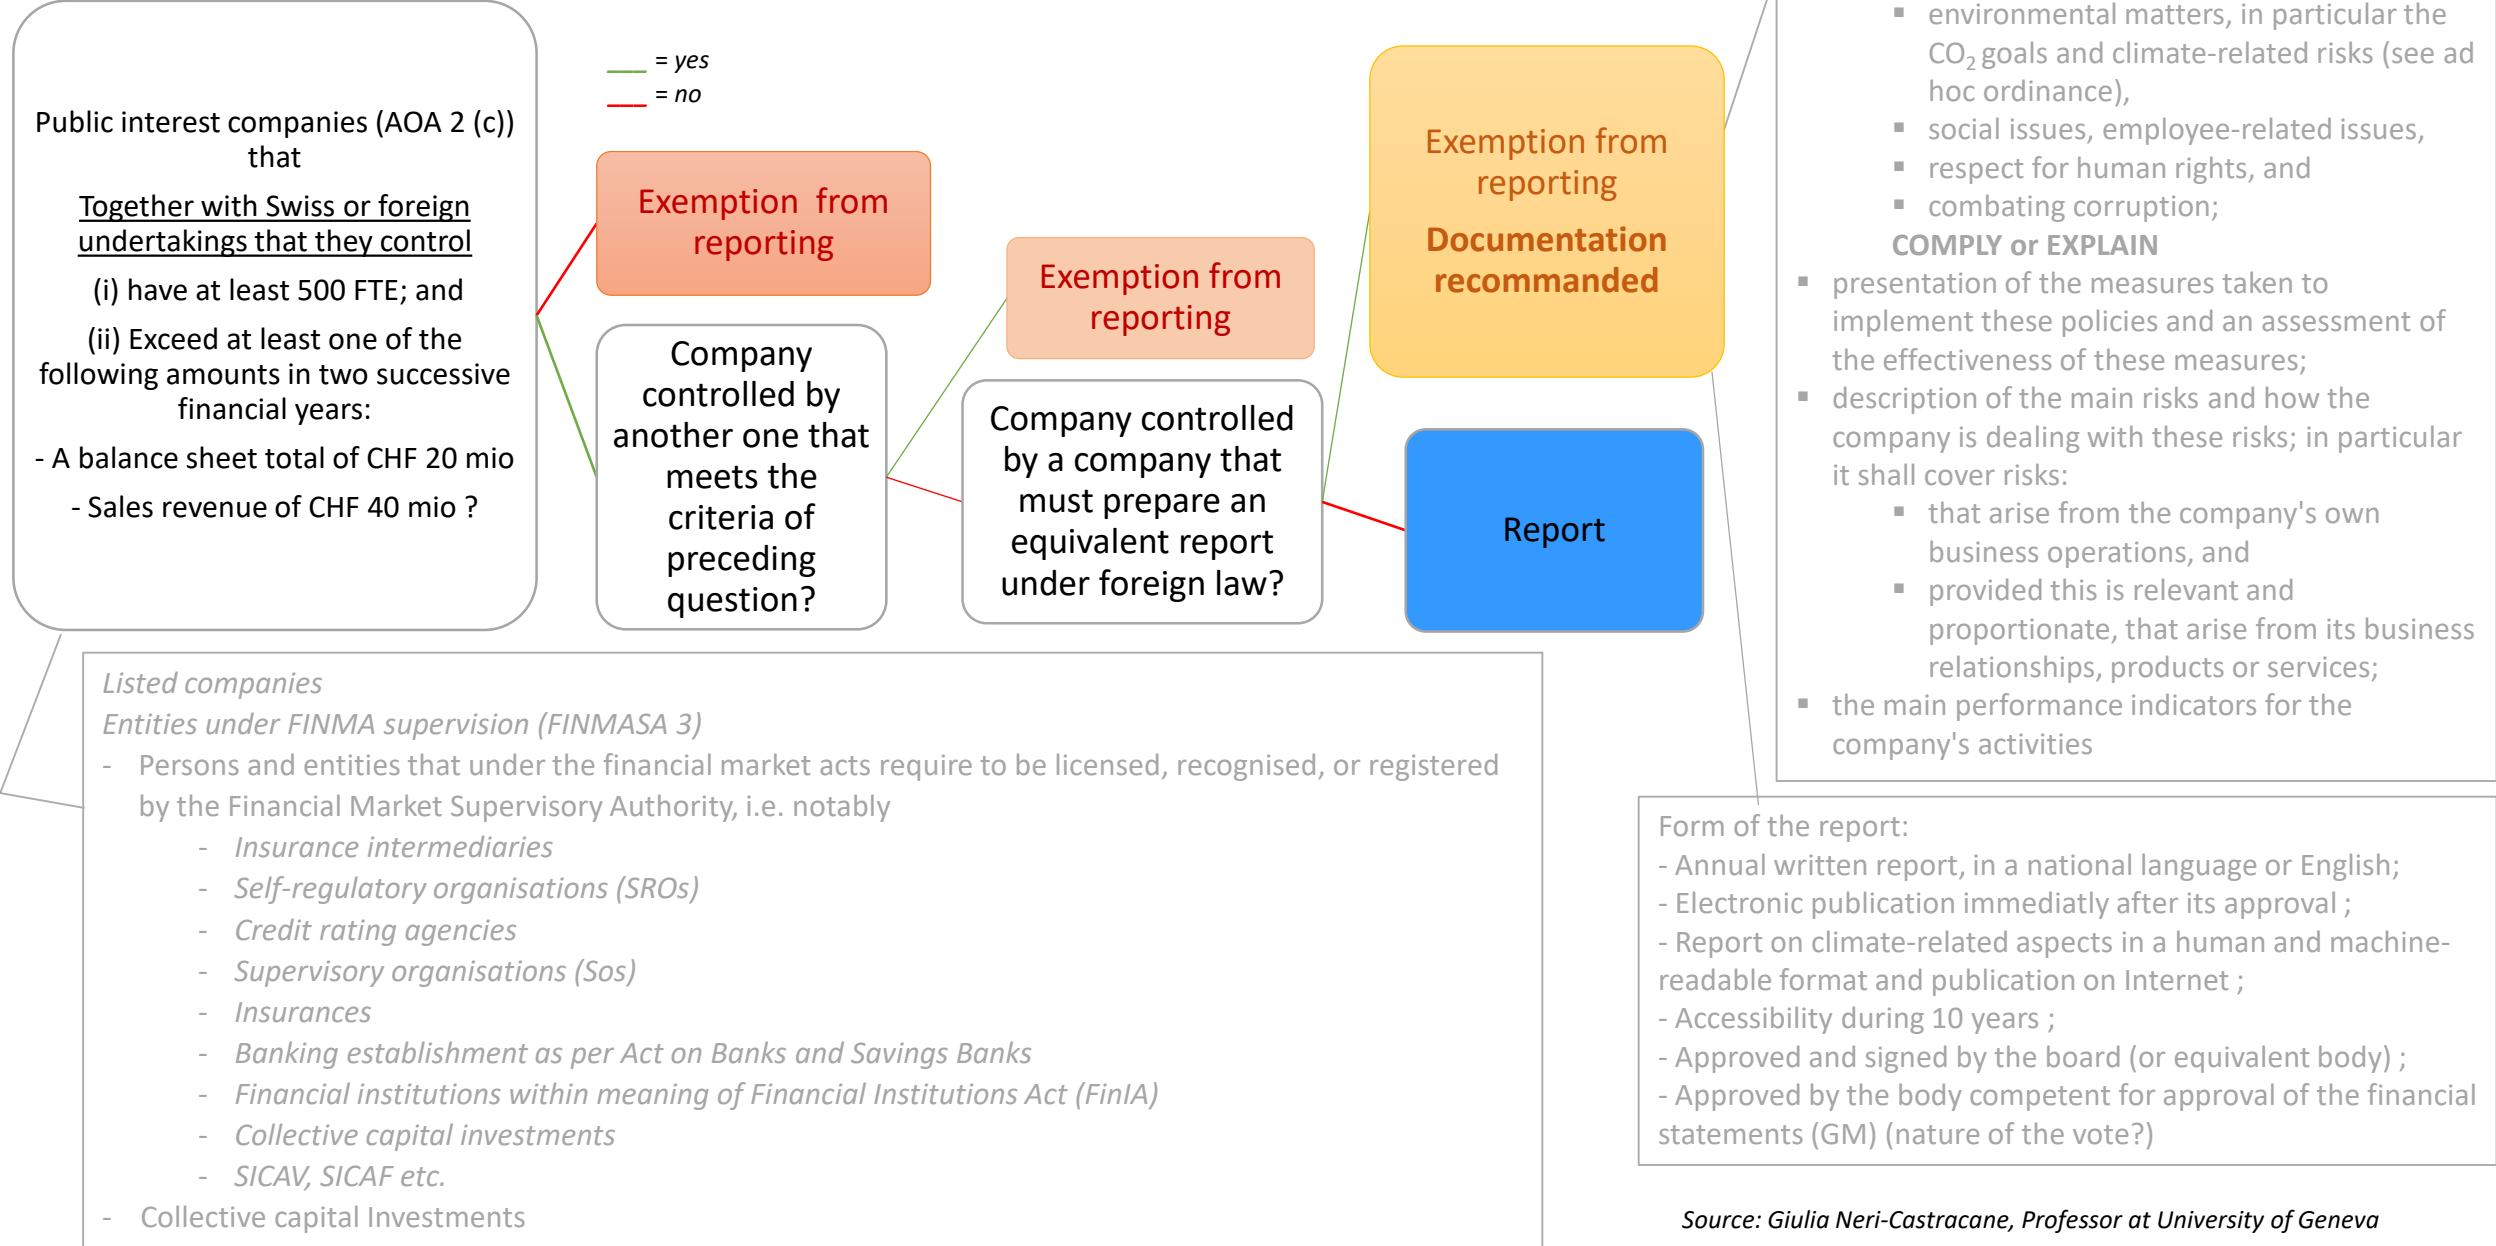 Public interest companies (AOA 2 (c))
that
Together with Swiss or foreign
undertakings that they control
(i) have at least 500 FTE; and
(ii) Exceed at least one of the
following amounts in two successive
financial years:
- A balance sheet total of CHF 20 mio
- Sales revenue of CHF 40 mio ?
___ = yes
___ = no
Exemption from
reporting
Company
controlled by
another one that
meets the
criteria of
preceding
question?
Exemption from
reporting
Company controlled
by a company that
must prepare an
equivalent report
under foreign law?
Exemption from
reporting
Documentation
recommanded
Report
▪ environmental matters, in particular the
CO₂ goals and climate-related risks (see ad
hoc ordinance),
▪ social issues, employee-related issues,
▪ respect for human rights, and
▪ combating corruption;
COMPLY or EXPLAIN
▪ presentation of the measures taken to
implement these policies and an assessment of
the effectiveness of these measures;
▪ description of the main risks and how the
company is dealing with these risks; in particular
it shall cover risks:
▪ that arise from the company's own
business operations, and
▪ provided this is relevant and
proportionate, that arise from its business
relationships, products or services;
▪ the main performance indicators for the
company's activities
Listed companies
Entities under FINMA supervision (FINMASA 3)
- Persons and entities that under the financial market acts require to be licensed, recognised, or registered
by the Financial Market Supervisory Authority, i.e. notably
- Insurance intermediaries
- Self-regulatory organisations (SROs)
- Credit rating agencies
- Supervisory organisations (Sos)
- Insurances
- Banking establishment as per Act on Banks and Savings Banks
- Financial institutions within meaning of Financial Institutions Act (FinIA)
- Collective capital investments
- SICAV, SICAF etc.
- Collective capital Investments
Form of the report:
- Annual written report, in a national language or English;
- Electronic publication immediatly after its approval ;
- Report on climate-related aspects in a human and machine-
readable format and publication on Internet ;
- Accessibility during 10 years ;
- Approved and signed by the board (or equivalent body) ;
- Approved by the body competent for approval of the financial
statements (GM) (nature of the vote?)
Source: Giulia Neri-Castracane, Professor at University of Geneva